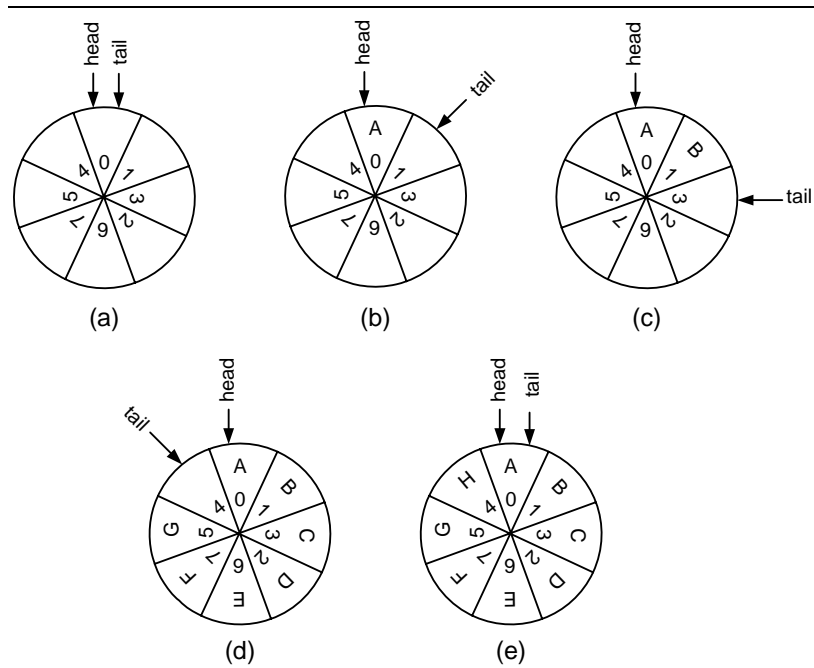 head tail
0 1 3 2 6 7 5 4
(a)
head tail
A
0 1 3 2 6 7 5 4
(b)
head tail
A B
0 1 3 2 6 7 5 4
(c)
tail head
A B C D E F G
0 1 3 2 6 7 5 4
(d)
head tail
A B C D E F G H
0 1 3 2 6 7 5 4
(e)